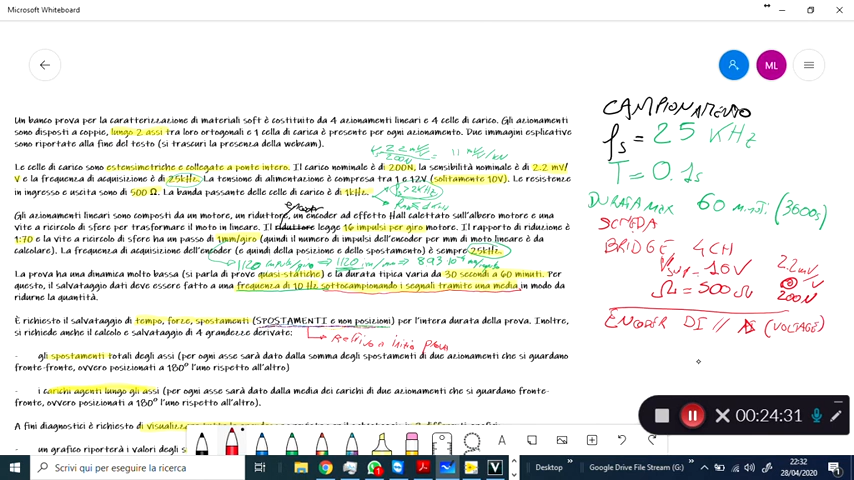 Microsoft Whiteboard
ML
Un banco prova per la caratterizzazione di materiali soft è costituito da 4 azionamenti lineari e 4 celle di carico. Gli azionamenti
sono disposti a coppie, lungo 2 assi tra loro ortogonali e 1 cella di carica è presente per ogni azionamento. Due immagini esplicative
sono riportate alla fine del testo (si trascuri la presenza della webcam).
Le celle di carico sono estensimetriche e collegate a ponte intero. Il carico nominale è di 200N, la sensibilità nominale è di 2.2 mV/
V e la frequenza di acquisizione è di 25kHz. La tensione di alimentazione è compresa tra 1 e 12V (solitamente 10V). Le resistenze
in ingresso e uscita sono di 500 Ω. La banda passante delle celle di carico è di 1kHz.
fs > 2KHz
encoder
Gli azionamenti lineari sono composti da un motore, un riduttore, un encoder ad effetto Hall calettato sull'albero motore e una
vite a ricircolo di sfere per trasformare il moto in lineare. Il riduttore legge 16 impulsi per giro motore. Il rapporto di riduzione è
1:70 e la vite a ricircolo di sfere ha un passo di 1mm/giro (quindi il numero di impulsi dell'encoder per mm di moto lineare è da
calcolare). La frequenza di acquisizione dell'encoder (e quindi della posizione e dello spostamento) è sempre 25kHz.
La prova ha una dinamica molto bassa (si parla di prove quasi-statiche) e la durata tipica varia da 30 secondi a 60 minuti. Per
questo, il salvataggio dati deve essere fatto a una frequenza di 10 Hz sottocampionando i segnali tramite una media in modo da
ridurne la quantità.
È richiesto il salvataggio di tempo, forze, spostamenti (SPOSTAMENTI e non posizioni) per l'intera durata della prova. Inoltre,
si richiede anche il calcolo e salvataggio di 4 grandezze derivate:
Relativo a inizio prova
- gli spostamenti totali degli assi (per ogni asse sarà dato dalla somma degli spostamenti di due azionamenti che si guardano
fronte-fronte, ovvero posizionati a 180° l'uno rispetto all'altro)
- i carichi agenti lungo gli assi (per ogni asse sarà dato dalla media dei carichi di due azionamenti che si guardano fronte-
fronte, ovvero posizionati a 180° l'uno rispetto all'altro).
un grafico riporterà i valori degli
CAMPIONAMENTO
fs = 25 KHz
T = 0.1s
DURATA MAX 60 minuti (3600s)
SCHEDA
BRIDGE 4CH
Vsup = 10V
2.2mV/V
200N
Ω = 500 Ω
ENCODER DI // (VOLTAGE)
00:24:31
Scrivi qui per eseguire la ricerca
Desktop
Google Drive File Stream (G:)
22:32
28/04/2020